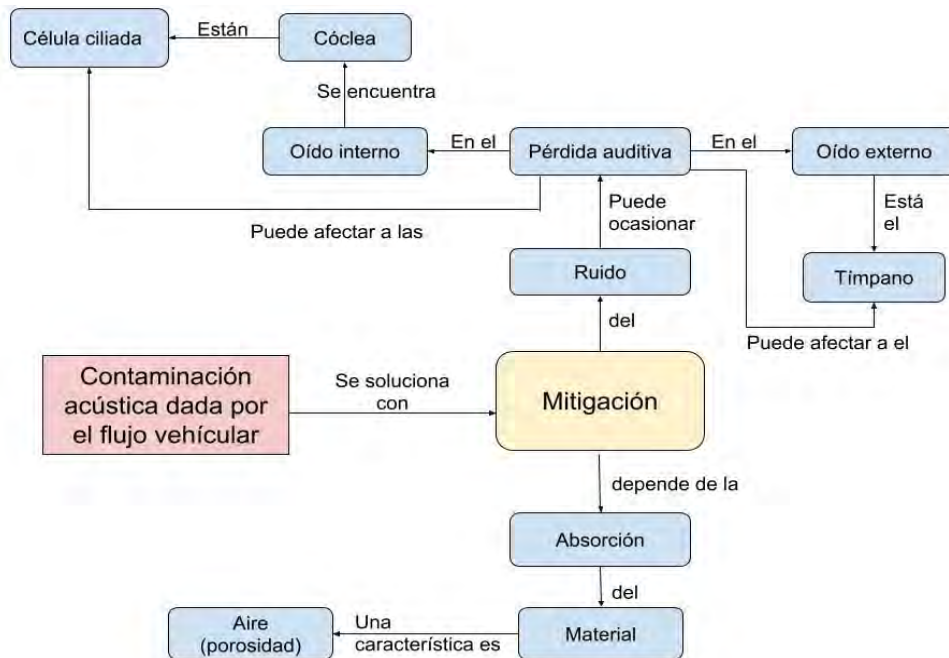 Célula ciliada
Están
Cóclea
Se encuentra
Oído interno
En el
Pérdida auditiva
En el
Oído externo
Puede afectar a las
Puede
ocasionar
Está
el
Ruido
Tímpano
del
Puede afectar a el
Contaminación
acústica dada por
el flujo vehícular
Se soluciona
con
Mitigación
depende de la
Absorción
del
Aire
(porosidad)
Una
característica es
Material